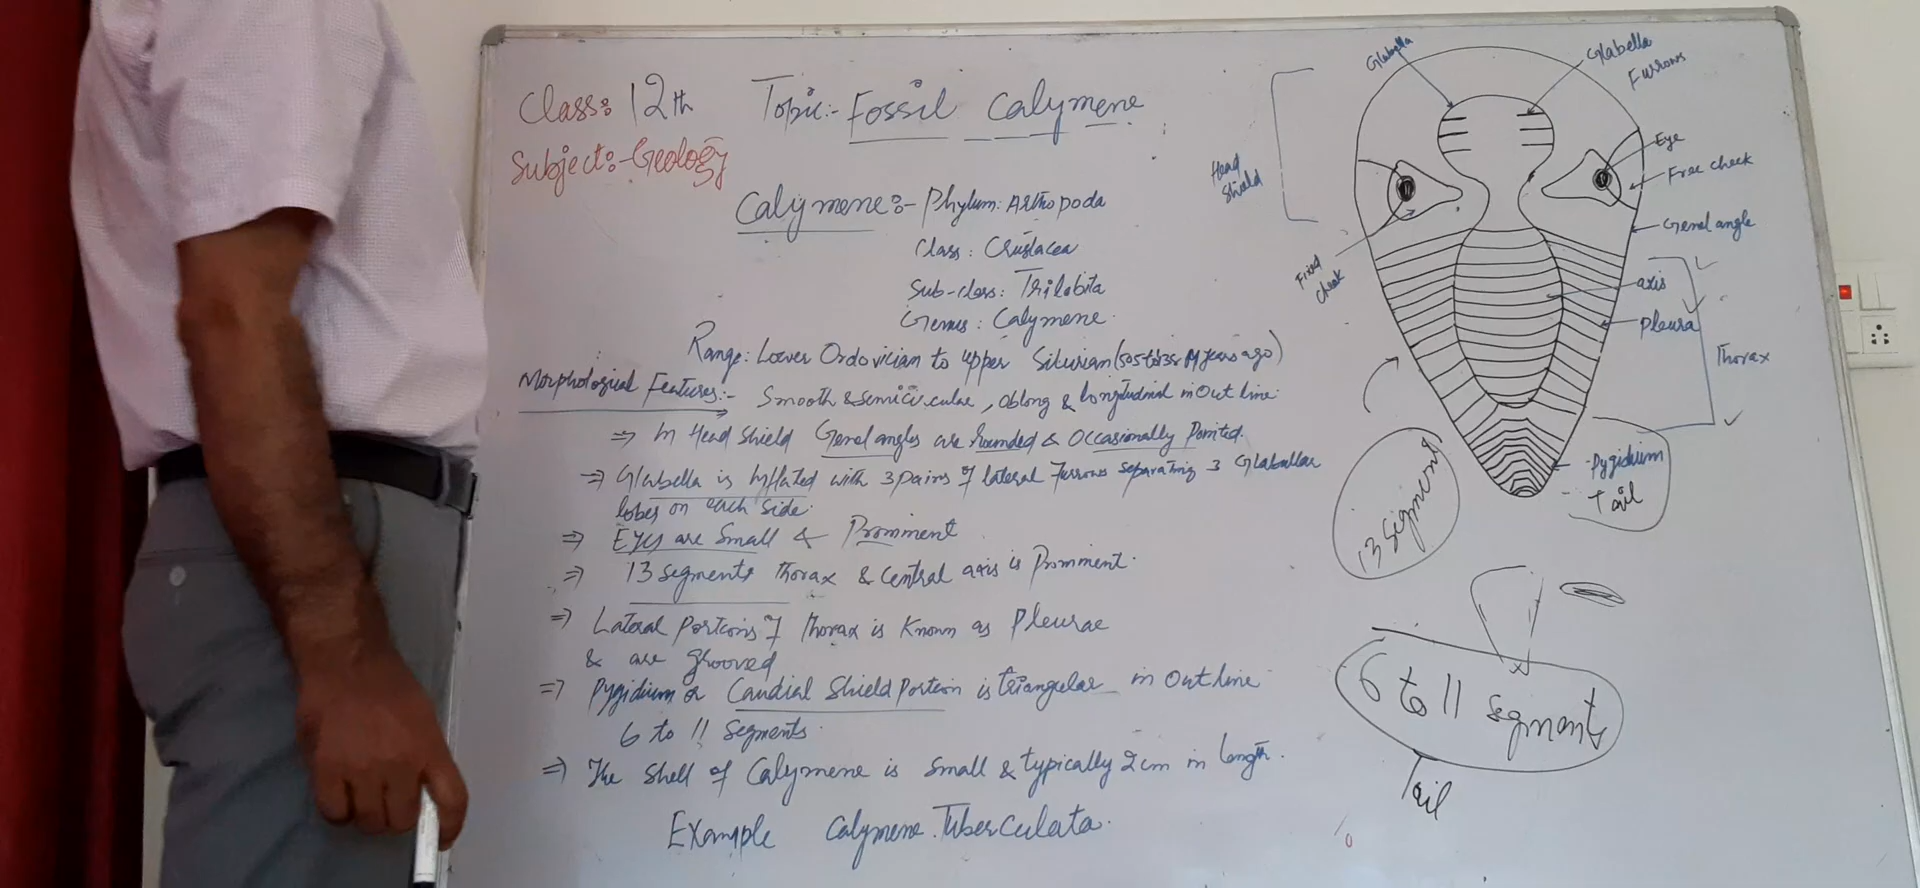 Class: 12th
Subject:- Geology
Topic:- Fossil Calymene
Calymene:- Phylum: Arthropoda
Class: Crustacea
Sub-class: Trilobita
Genus: Calymene
Range: Lower Ordovician to upper Silurian
Morphological Features:- Smooth & semicircular, oblong & longitudinal in outline.
⇒ In Head shield Genal angles are Rounded & Occasionally Pointed.
⇒ Glabella is Inflated with 3 pairs of lateral Furrows separating 3 Glabellar
lobes on each side.
⇒ Eyes are Small & Prominent
⇒ 13 segments thorax & central axis is Prominent.
⇒ Lateral Portions of thorax is known as Pleurae
& are grooved
⇒ Pygidium or Caudial Shield Portion is triangular in outline
6 to 11 segments
⇒ The Shell of Calymene is small & typically 2cm in length.
Example Calymene Tuberculata.
Glabella
Glabella
Furrows
Head
Shield
Eye
Free cheek
Genal angle
Fixed
cheek
axis
Pleura
Thorax
Pygidium
Tail
13 segment
6 to 11 segments
Tail